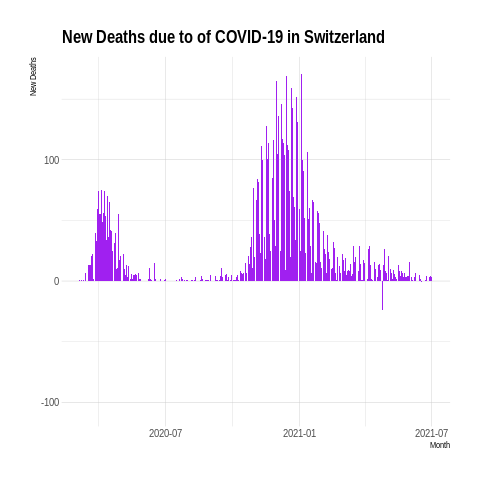 New Deaths due to of COVID-19 in Switzerland
New Deaths
100
0
-100
2020-07
2021-01
2021-07
Month